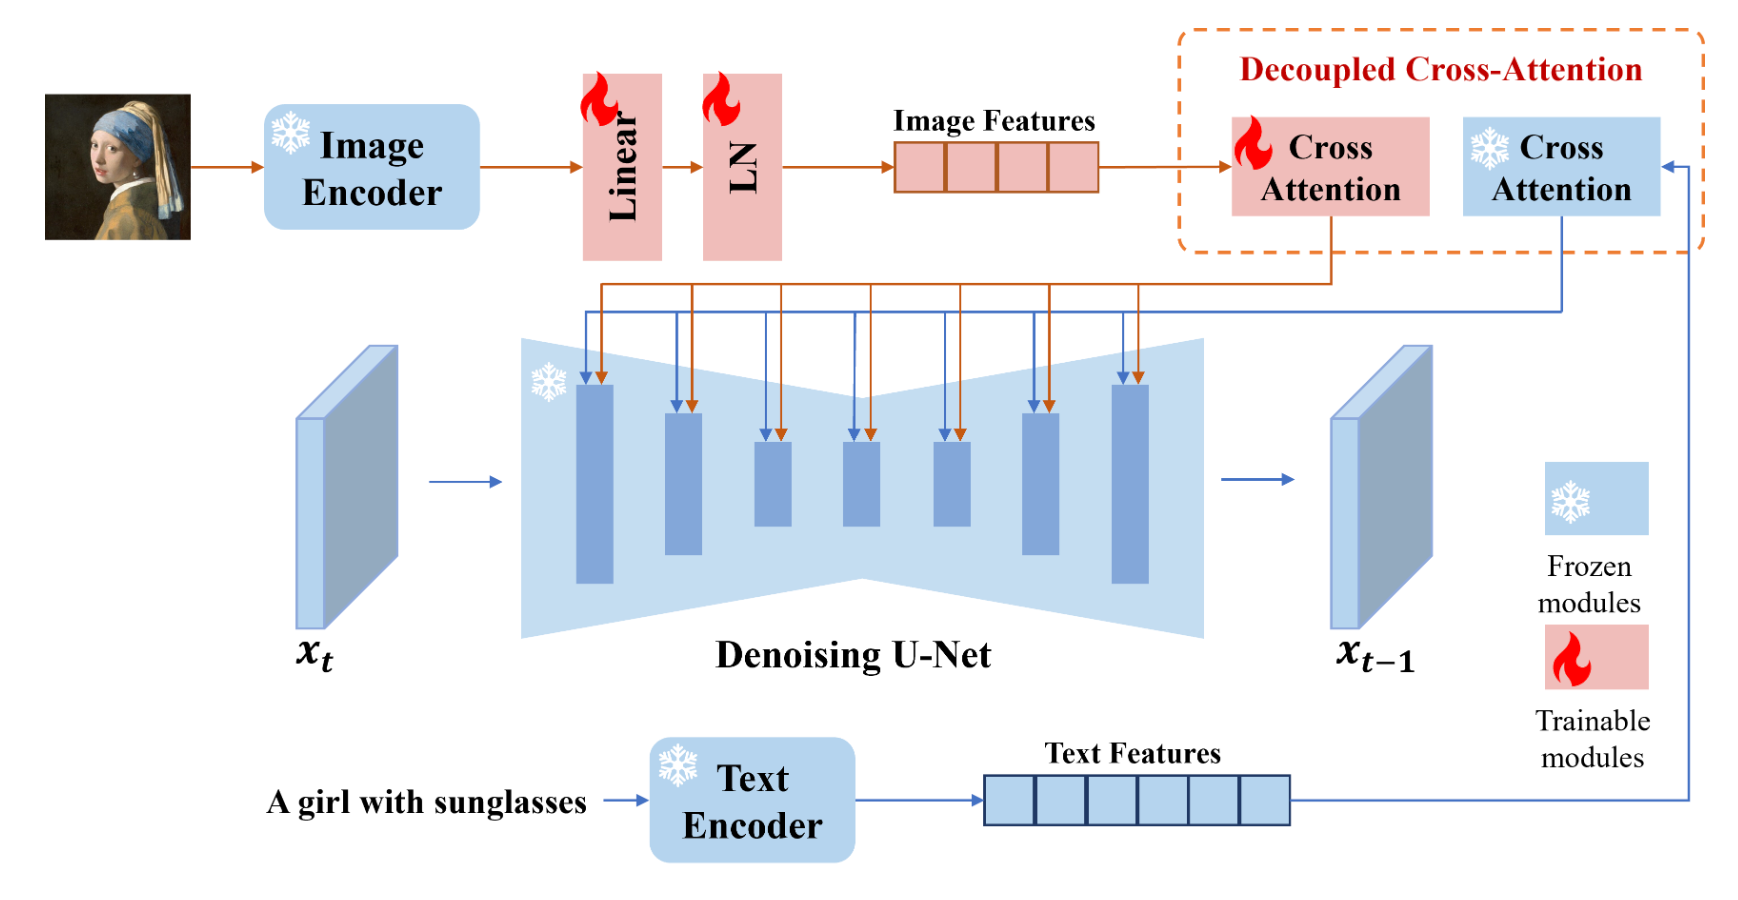 Decoupled Cross-Attention
Image
Encoder
Linear
LN
Image Features
Cross
Attention
Cross
Attention
x_t
Denoising U-Net
x_{t-1}
Frozen
modules
Trainable
modules
A girl with sunglasses
Text
Encoder
Text Features